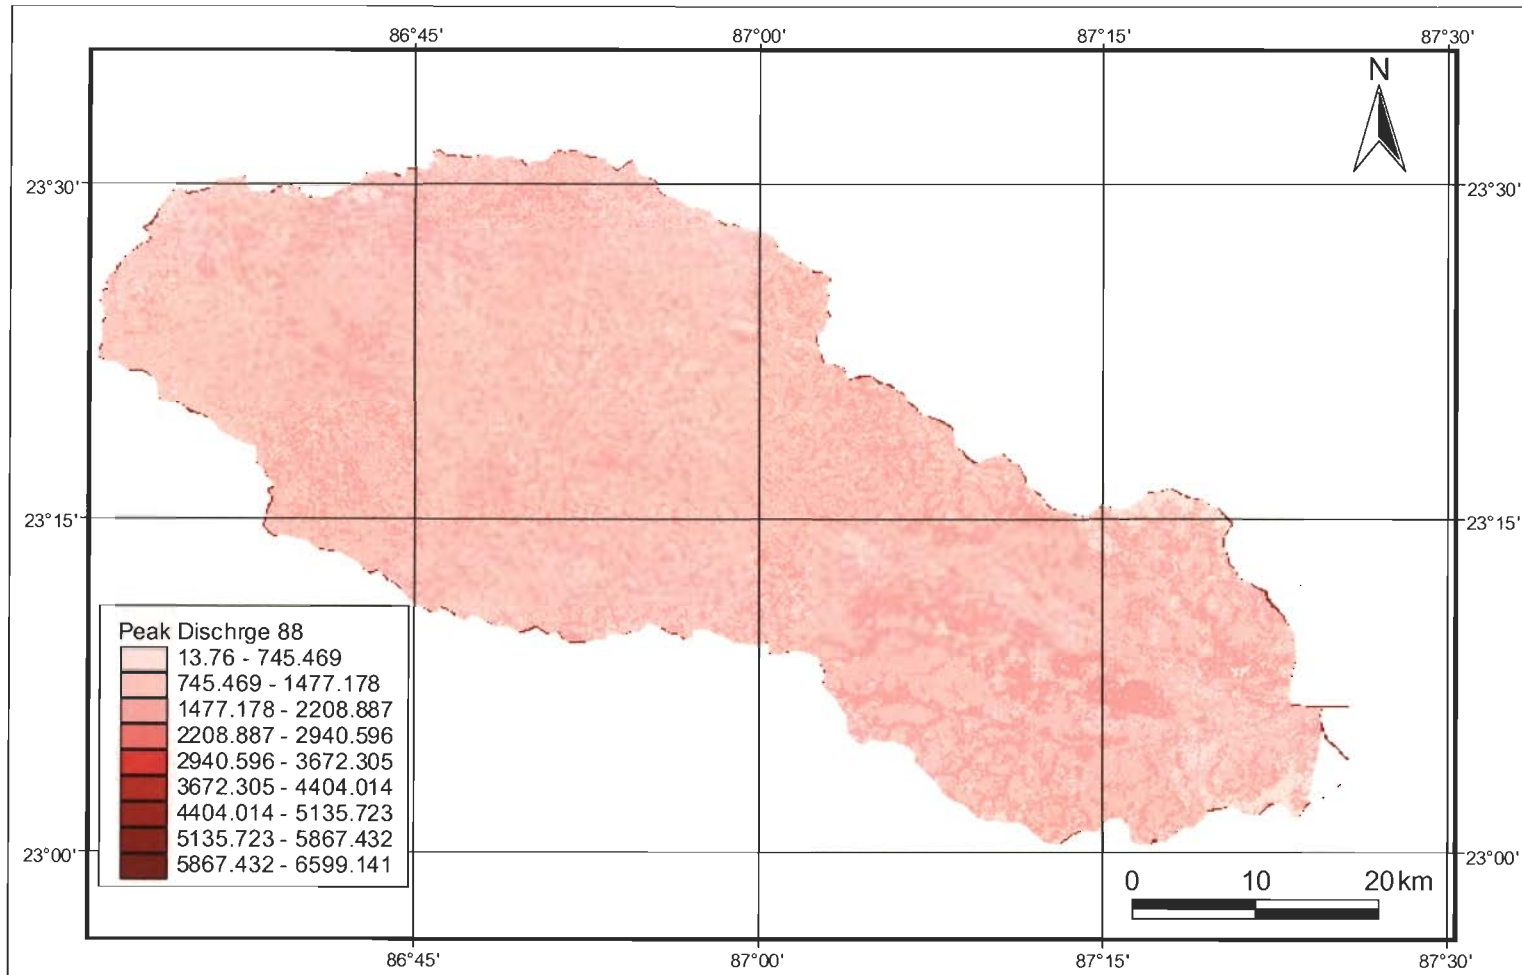 86°45' 87°00' 87°15' 87°30'
N
23°30' 23°30'
23°15' 23°15'
Peak Dischrge 88
13.76 - 745.469
745.469 - 1477.178
1477.178 - 2208.887
2208.887 - 2940.596
2940.596 - 3672.305
3672.305 - 4404.014
4404.014 - 5135.723
5135.723 - 5867.432
5867.432 - 6599.141
23°00' 23°00'
0 10 20 km
86°45' 87°00' 87°15' 87°30'